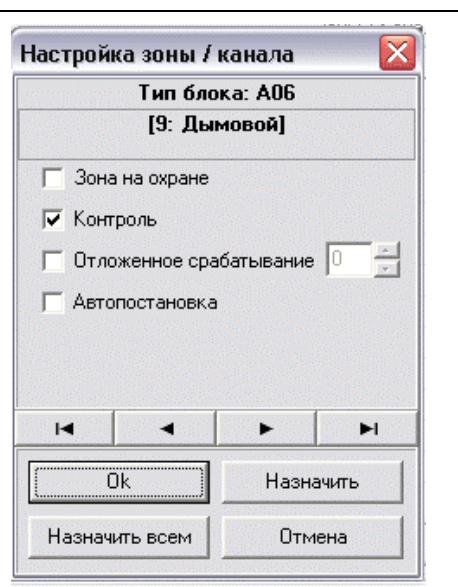 Настройка зоны / канала
Тип блока: A06
[9: Дымовой]
Зона на охране
Контроль
Отложенное срабатывание 0
Автопостановка
Ok Назначить
Назначить всем Отмена